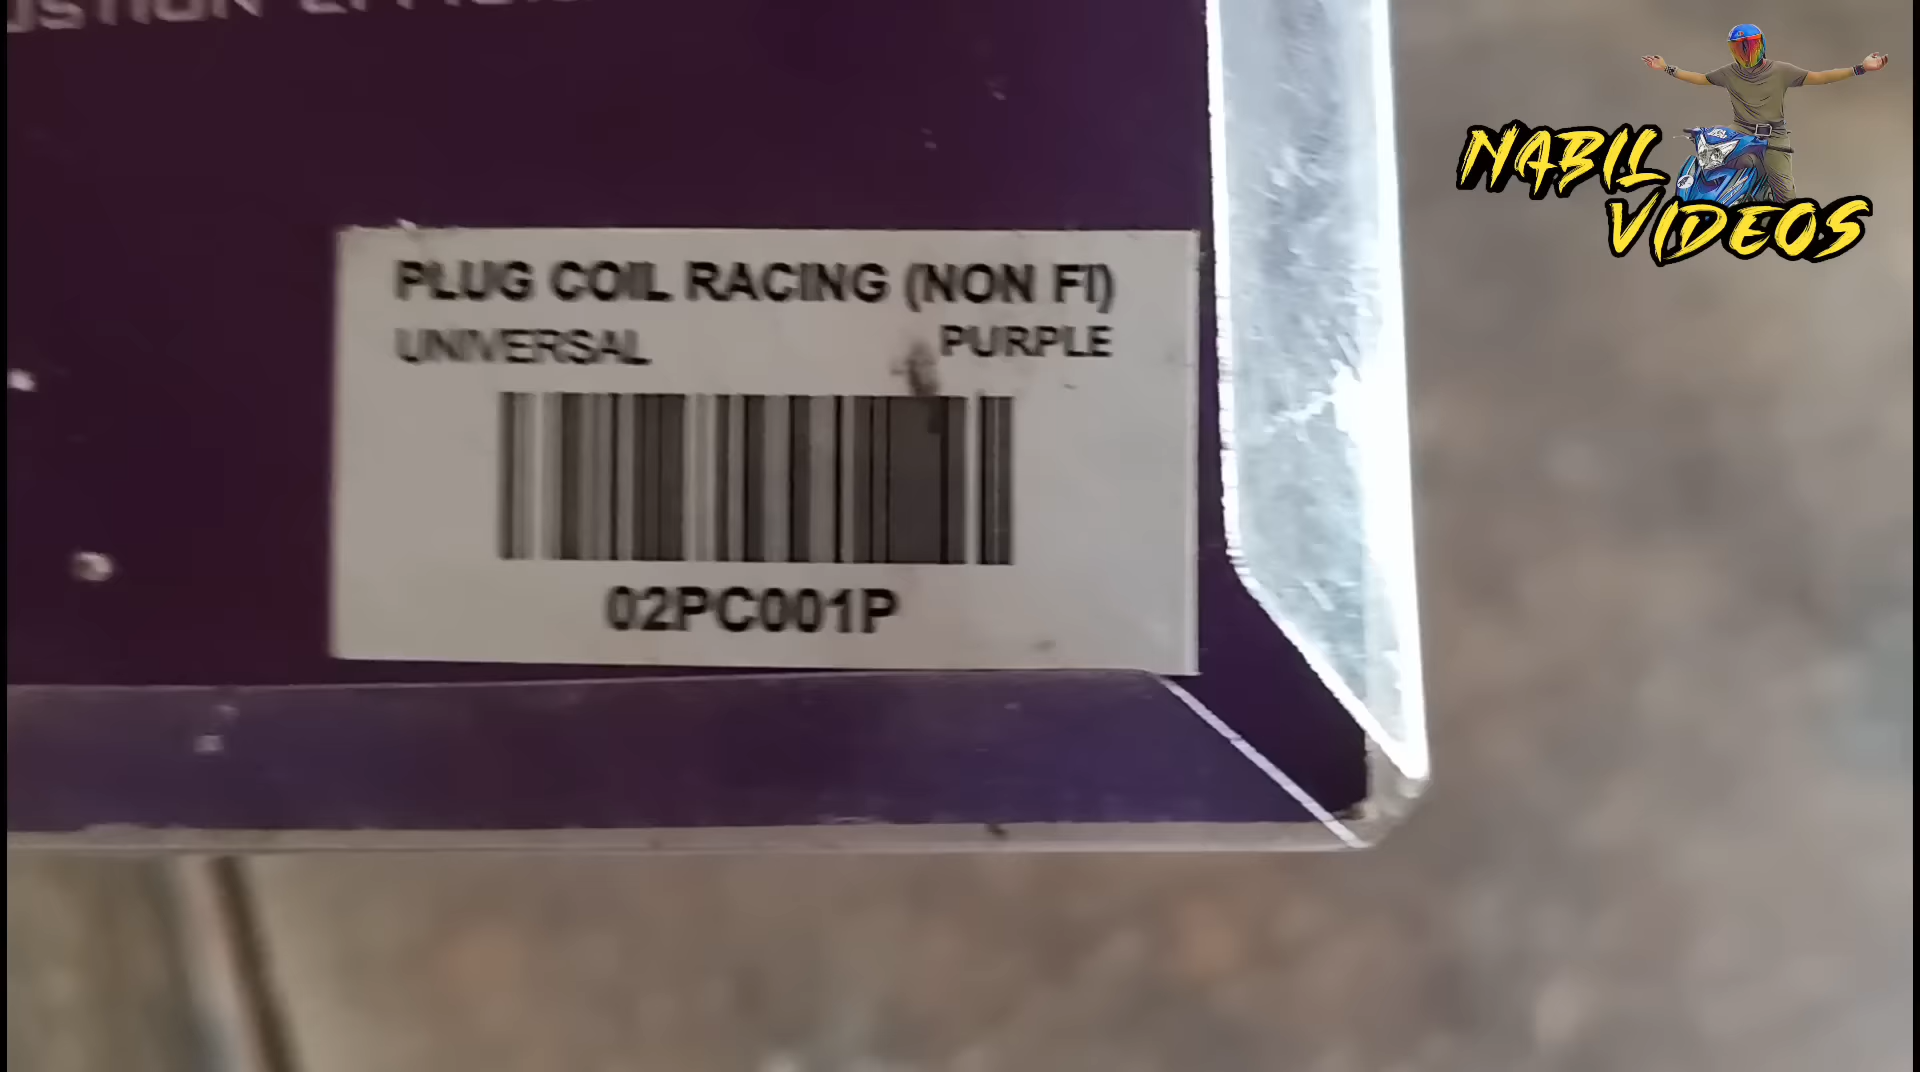 NABIL
VIDEOS
PLUG COIL RACING (NON FI)
UNIVERSAL PURPLE
02PC001P